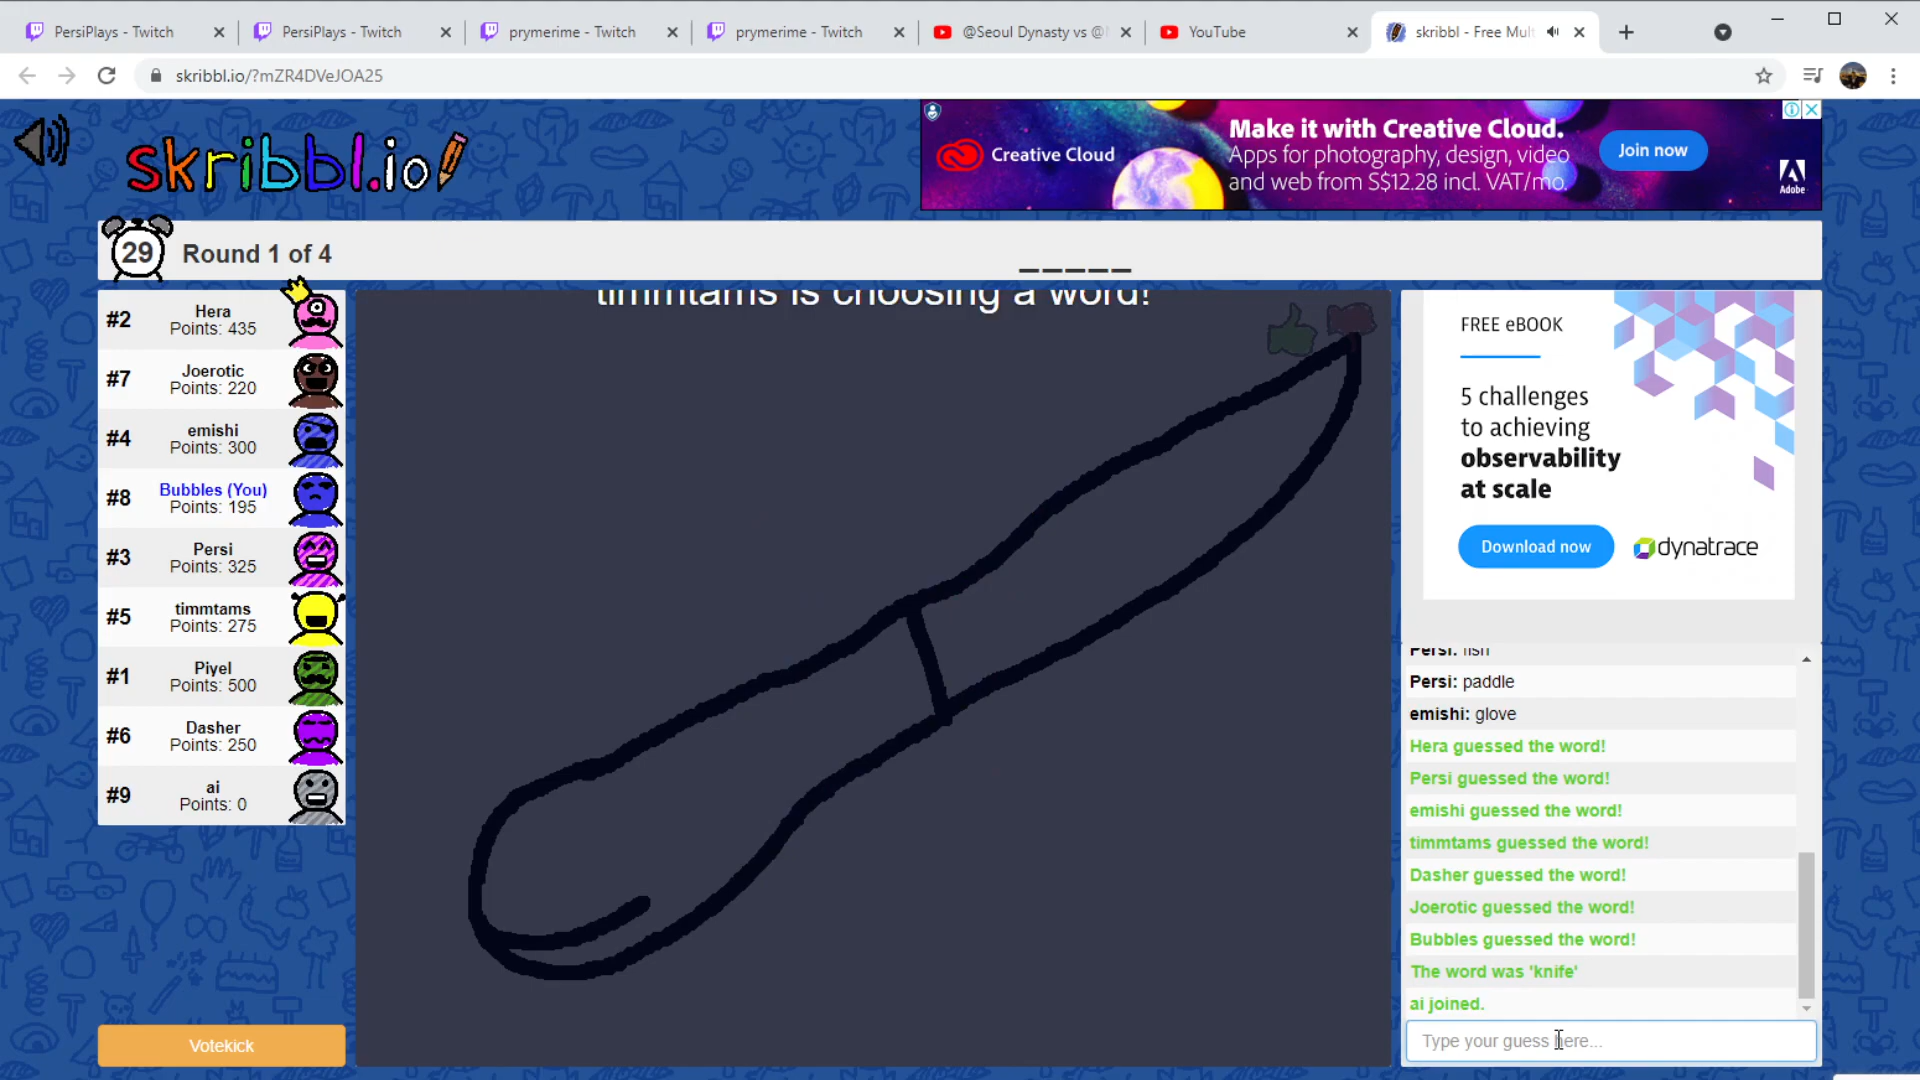 PersiPlays - Twitch
PersiPlays - Twitch
prymerime - Twitch
prymerime - Twitch
@Seoul Dynasty vs @
YouTube
skribbl - Free Mult
skribbl.io/?mZR4DVeJOA25
skribbl.io
Creative Cloud
Make it with Creative Cloud.
Apps for photography, design, video
and web from S$12.28 incl. VAT/mo.
Join now
Adobe
29
Round 1 of 4
_____
#2
Hera
Points: 435
#7
Joerotic
Points: 220
#4
emishi
Points: 300
#8
Bubbles (You)
Points: 195
#3
Persi
Points: 325
#5
timmtams
Points: 275
#1
Piyel
Points: 500
#6
Dasher
Points: 250
#9
ai
Points: 0
Votekick
timmtams is choosing a word!
FREE eBOOK
5 challenges
to achieving
observability
at scale
Download now
dynatrace
Persi: fish
Persi: paddle
emishi: glove
Hera guessed the word!
Persi guessed the word!
emishi guessed the word!
timmtams guessed the word!
Dasher guessed the word!
Joerotic guessed the word!
Bubbles guessed the word!
The word was 'knife'
ai joined.
Type your guess here...